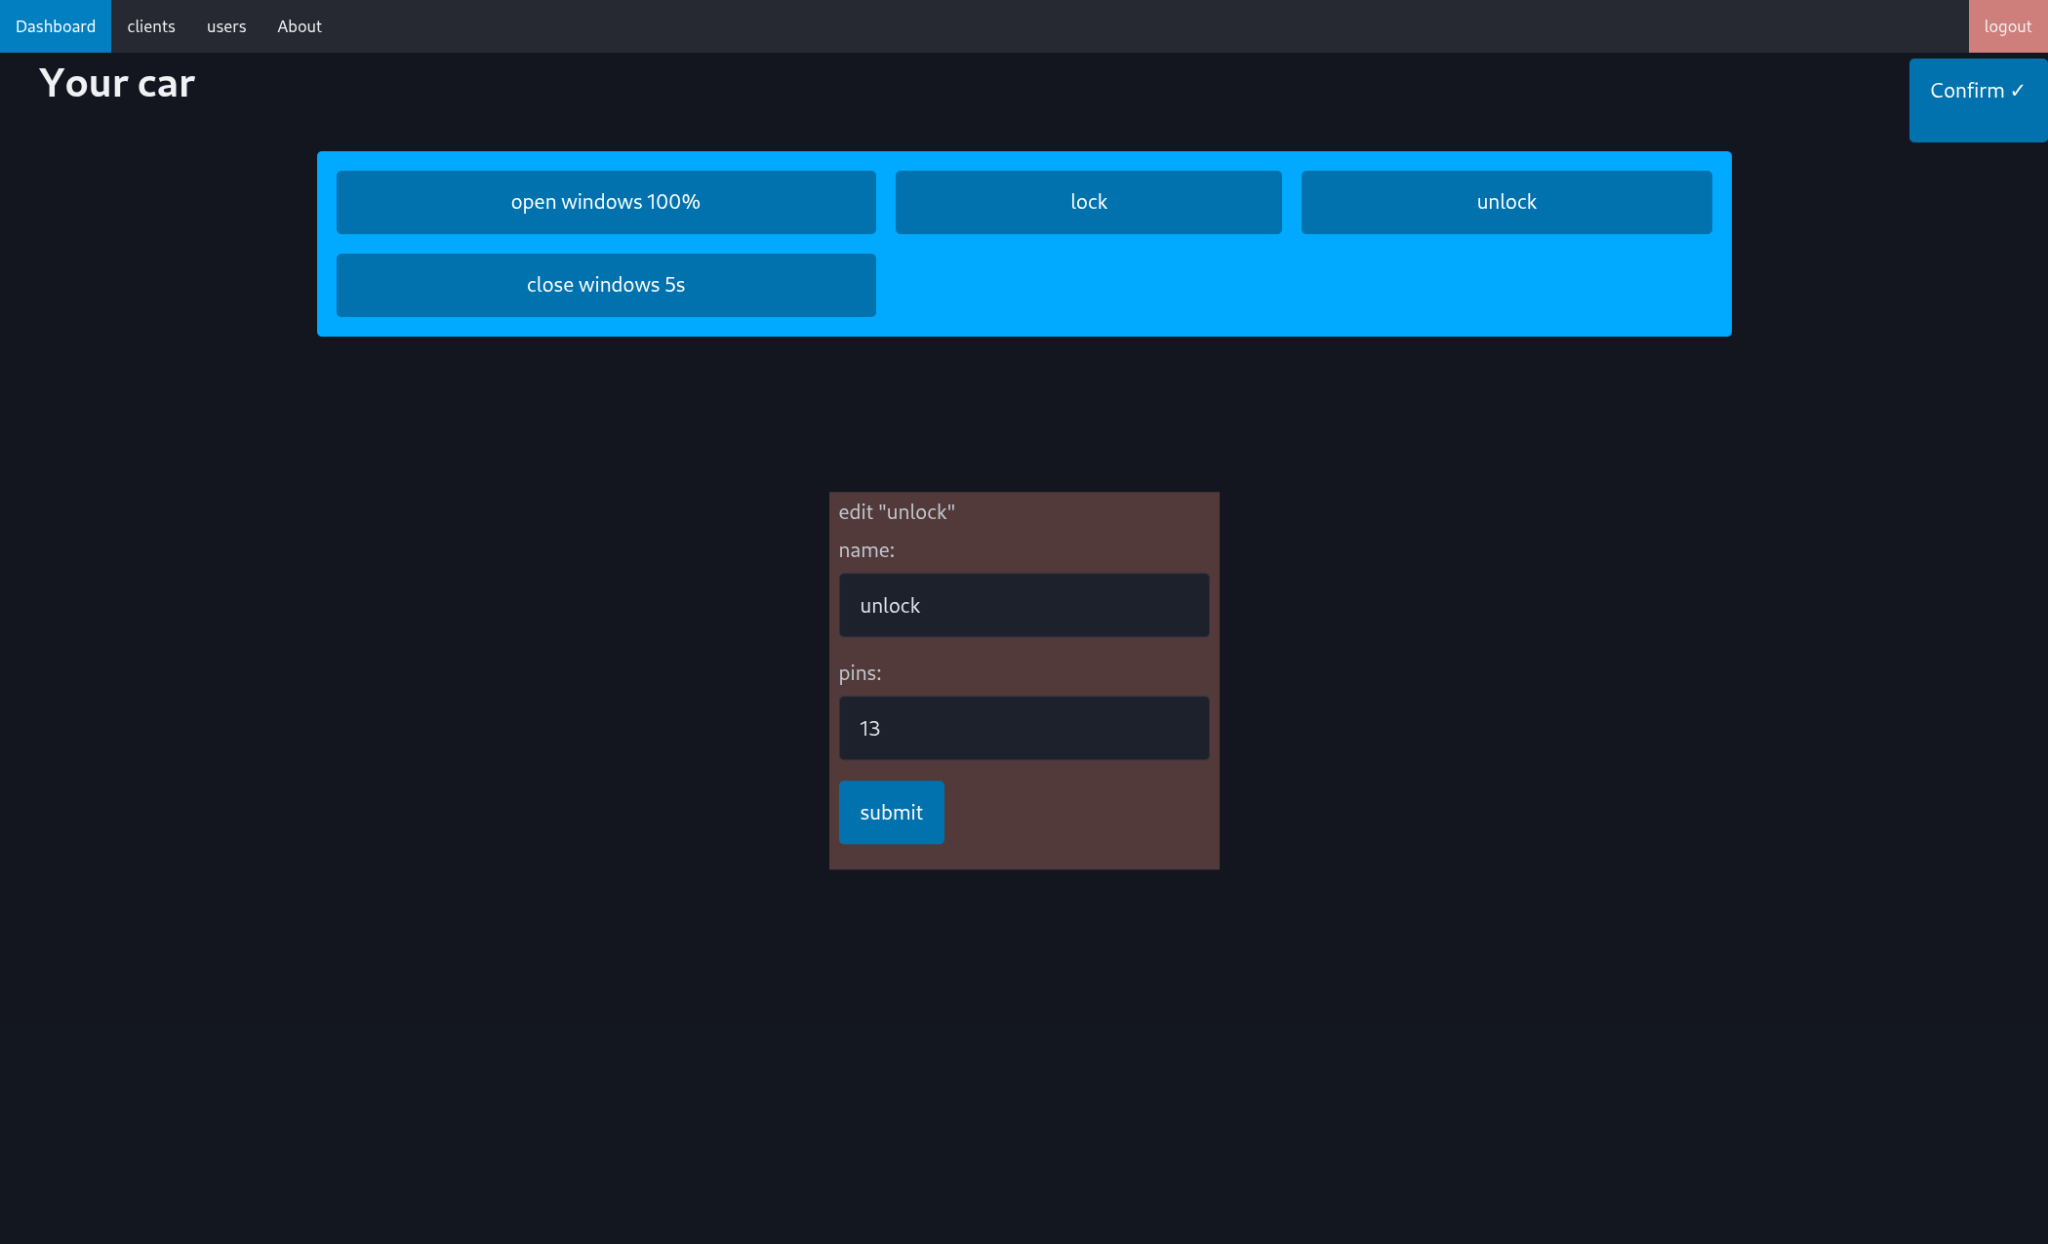 Dashboard clients users About logout
Your car
Confirm ✓
open windows 100% lock unlock
close windows 5s
edit "unlock"
name:
unlock
pins:
13
submit